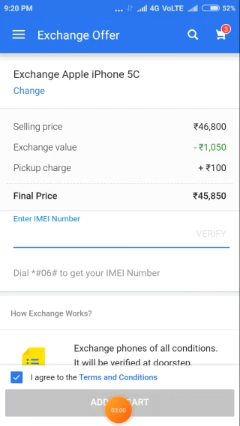 9:20 PM ... 4G VoLTE 52%
Exchange Offer
Exchange Apple iPhone 5C
Change
Selling price ₹46,800
Exchange value - ₹1,050
Pickup charge + ₹100
Final Price ₹45,850
Enter IMEI Number
VERIFY
Dial *#06# to get your IMEI Number
How Exchange Works?
Exchange phones of all conditions.
It will be verified at doorstep.
I agree to the Terms and Conditions